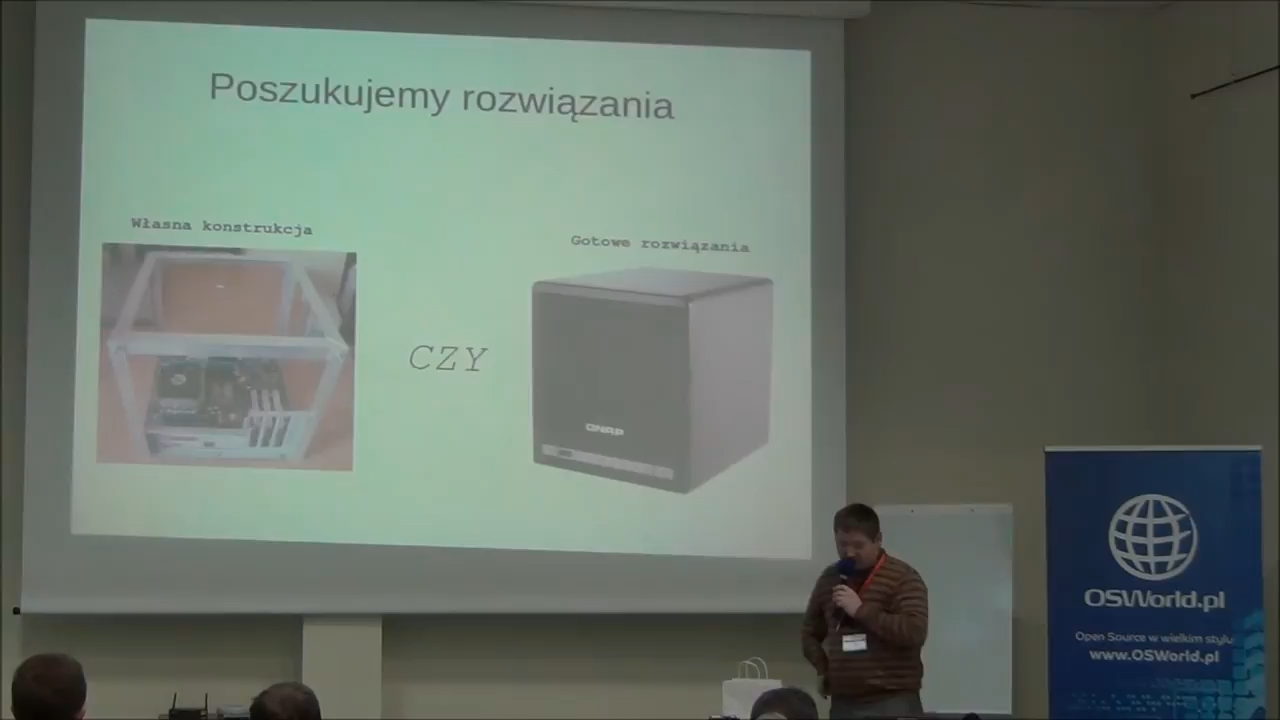 Poszukujemy rozwiązania
Własna konstrukcja
Gotowe rozwiązania
CZY
QNAP
OSWorld.pl
Open Source w wielkim stylu
www.OSWorld.pl